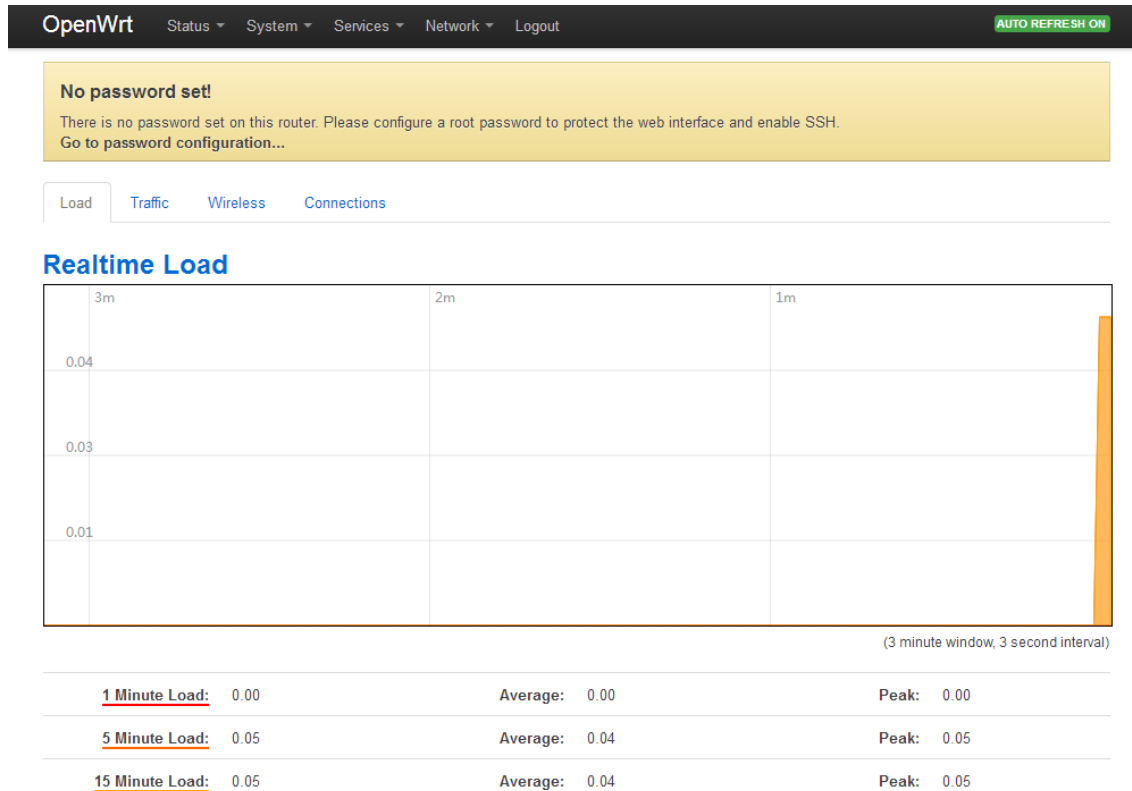 OpenWrt Status System Services Network Logout AUTO REFRESH ON
No password set!
There is no password set on this router. Please configure a root password to protect the web interface and enable SSH.
Go to password configuration...
Load Traffic Wireless Connections
Realtime Load
3m 2m 1m
0.04
0.03
0.01
(3 minute window, 3 second interval)
1 Minute Load: 0.00 Average: 0.00 Peak: 0.00
5 Minute Load: 0.05 Average: 0.04 Peak: 0.05
15 Minute Load: 0.05 Average: 0.04 Peak: 0.05